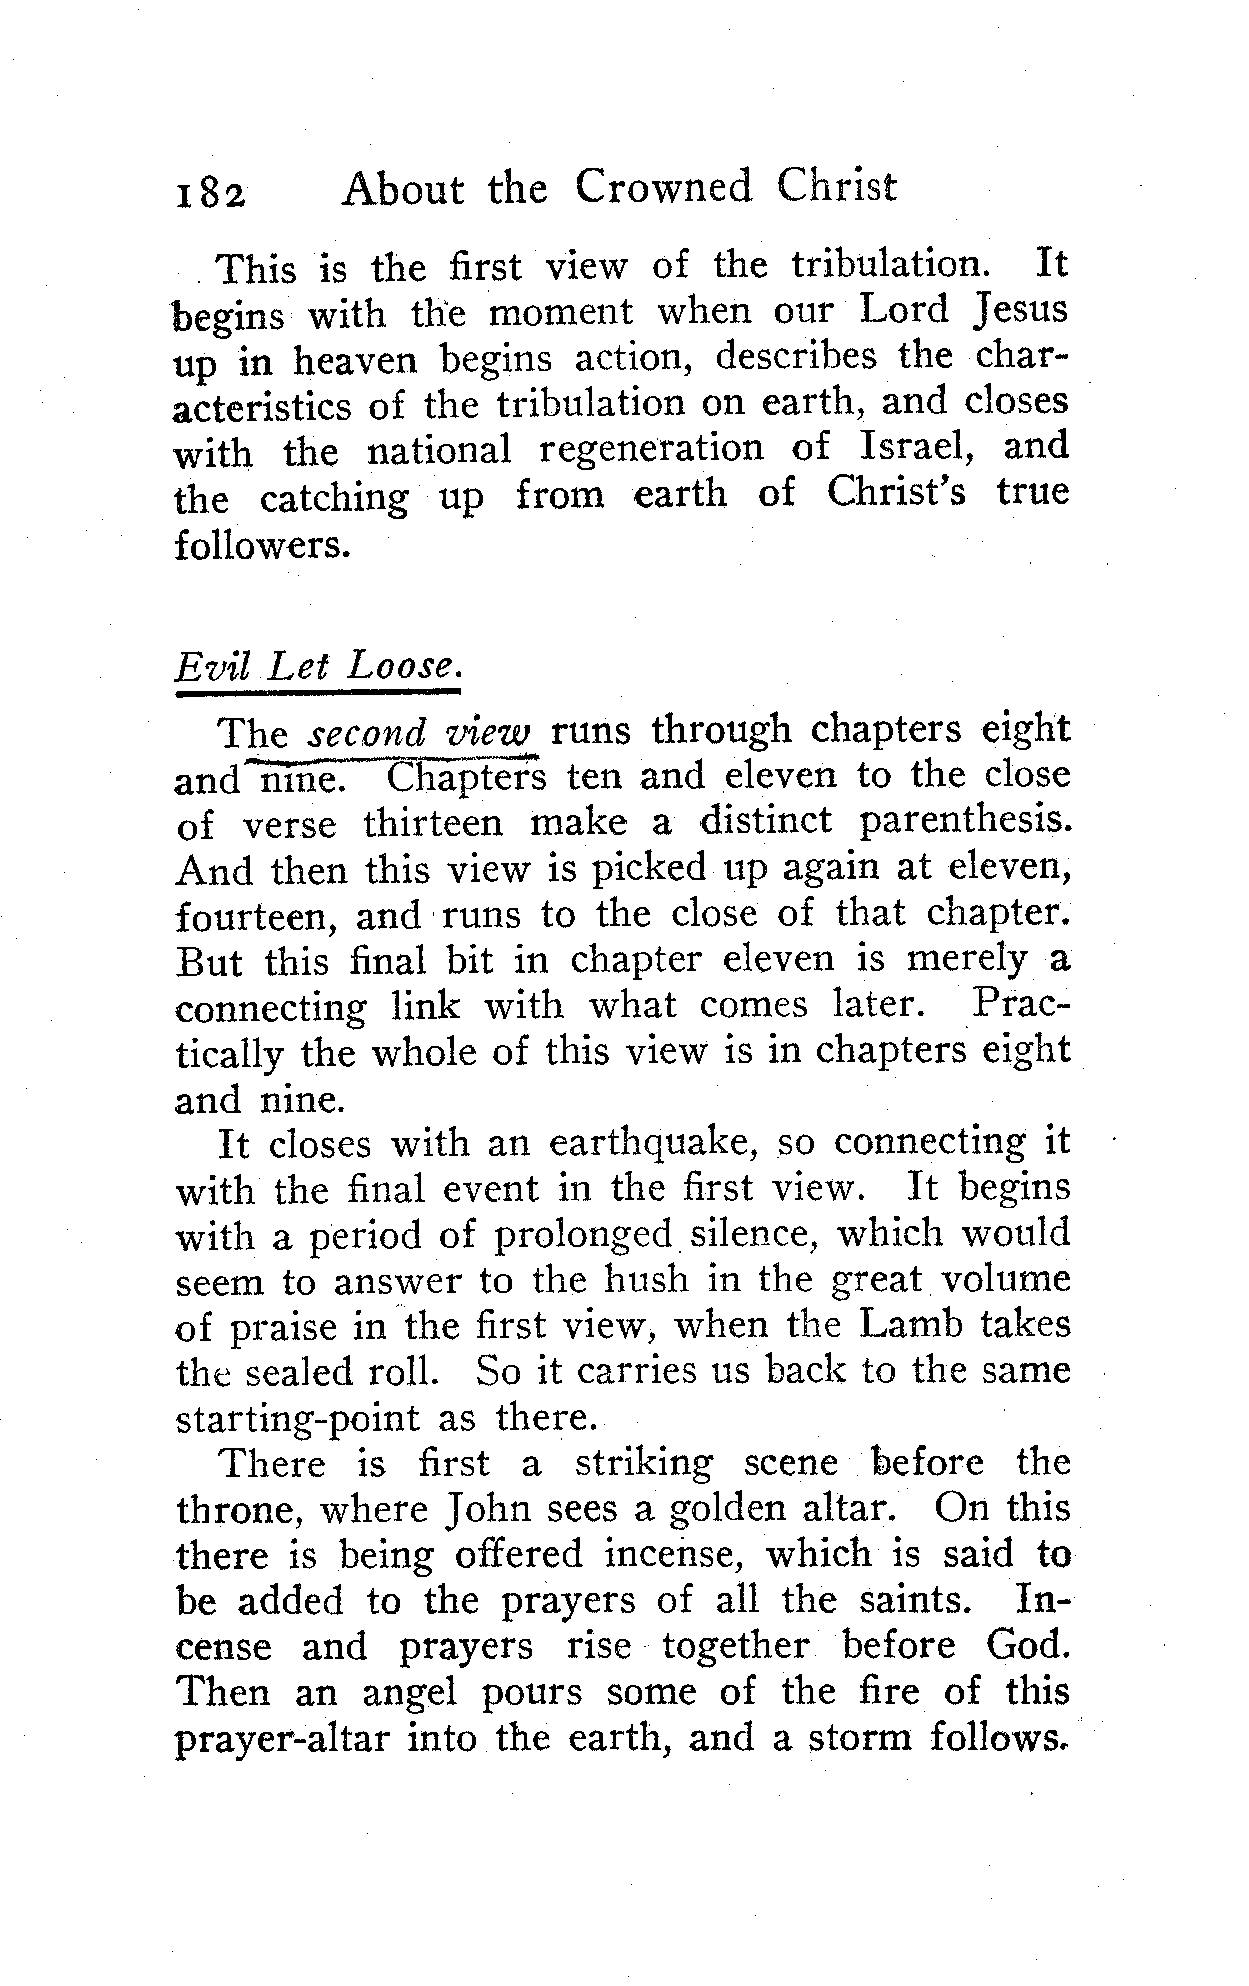 182 About the Crowned Christ
This is the first view of the tribulation. It
begins with the moment when our Lord Jesus
up in heaven begins action, describes the char-
acteristics of the tribulation on earth, and closes
with the national regeneration of Israel, and
the catching up from earth of Christ's true
followers.
Evil Let Loose.
The second view runs through chapters eight
and nine. Chapters ten and eleven to the close
of verse thirteen make a distinct parenthesis.
And then this view is picked up again at eleven,
fourteen, and runs to the close of that chapter.
But this final bit in chapter eleven is merely a
connecting link with what comes later. Prac-
tically the whole of this view is in chapters eight
and nine.
It closes with an earthquake, so connecting it
with the final event in the first view. It begins
with a period of prolonged silence, which would
seem to answer to the hush in the great volume
of praise in the first view, when the Lamb takes
the sealed roll. So it carries us back to the same
starting-point as there.
There is first a striking scene before the
throne, where John sees a golden altar. On this
there is being offered incense, which is said to
be added to the prayers of all the saints. In-
cense and prayers rise together before God.
Then an angel pours some of the fire of this
prayer-altar into the earth, and a storm follows.